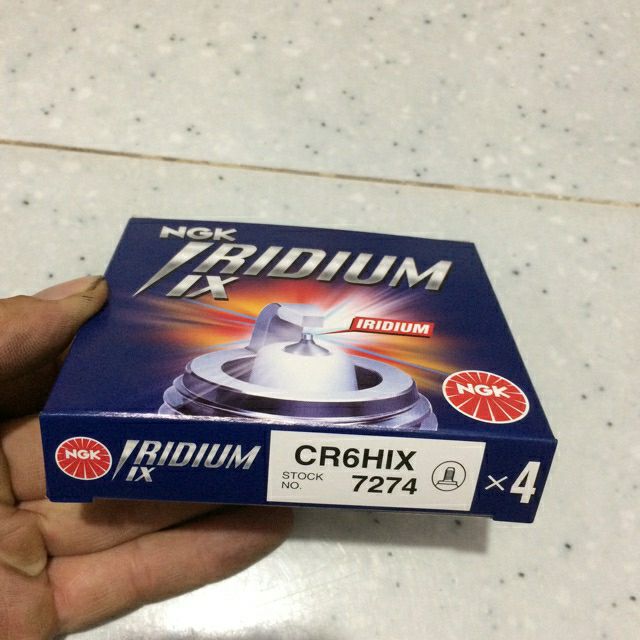 NGK
IRIDIUM
IX
IRIDIUM
NGK
NGK
IRIDIUM
IX
CR6HIX
STOCK
NO. 7274
×4